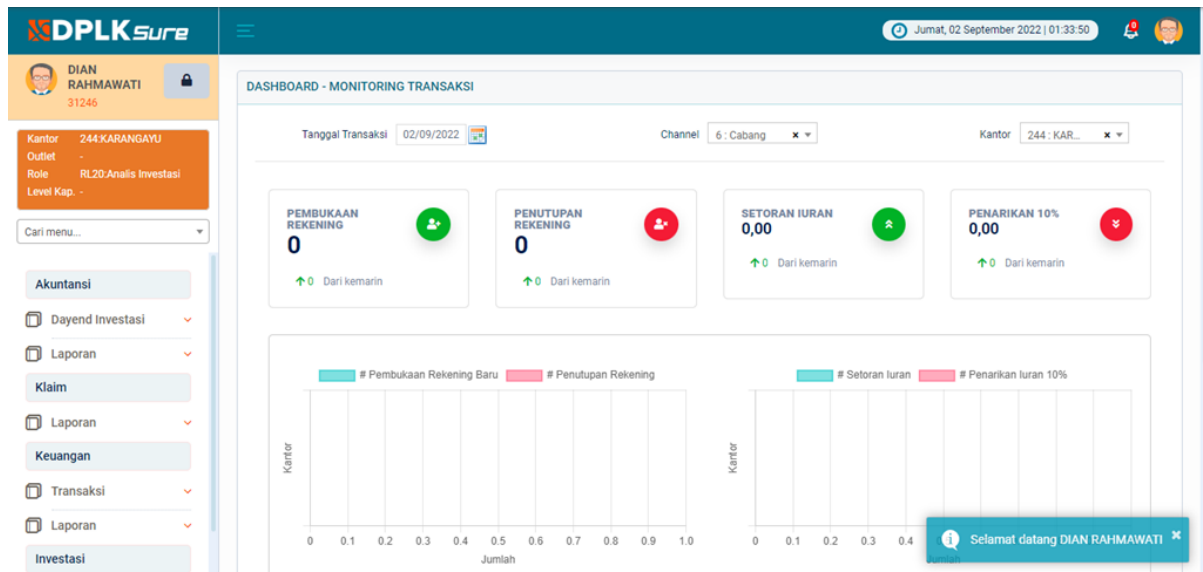 DPLKSure
Jumat, 02 September 2022 | 01:33:50
DIAN
RAHMAWATI
31246
Kantor 244:KARANGAYU
Outlet -
Role RL20:Analis Investasi
Level Kap. -
Cari menu...
Akuntansi
Dayend Investasi
Laporan
Klaim
Laporan
Keuangan
Transaksi
Laporan
Investasi
DASHBOARD - MONITORING TRANSAKSI
Tanggal Transaksi 02/09/2022
Channel 6 : Cabang × 
Kantor 244 : KAR... ×
PEMBUKAAN
REKENING
0
0 Dari kemarin
PENUTUPAN
REKENING
0
0 Dari kemarin
SETORAN IURAN
0,00
0 Dari kemarin
PENARIKAN 10%
0,00
0 Dari kemarin
# Pembukaan Rekening Baru # Penutupan Rekening
Kantor
0 0.1 0.2 0.3 0.4 0.5 0.6 0.7 0.8 0.9 1.0
Jumlah
# Setoran Iuran # Penarikan Iuran 10%
Kantor
0 0.1 0.2 0.3 0.4
Jumlah
Selamat datang DIAN RAHMAWATI ×